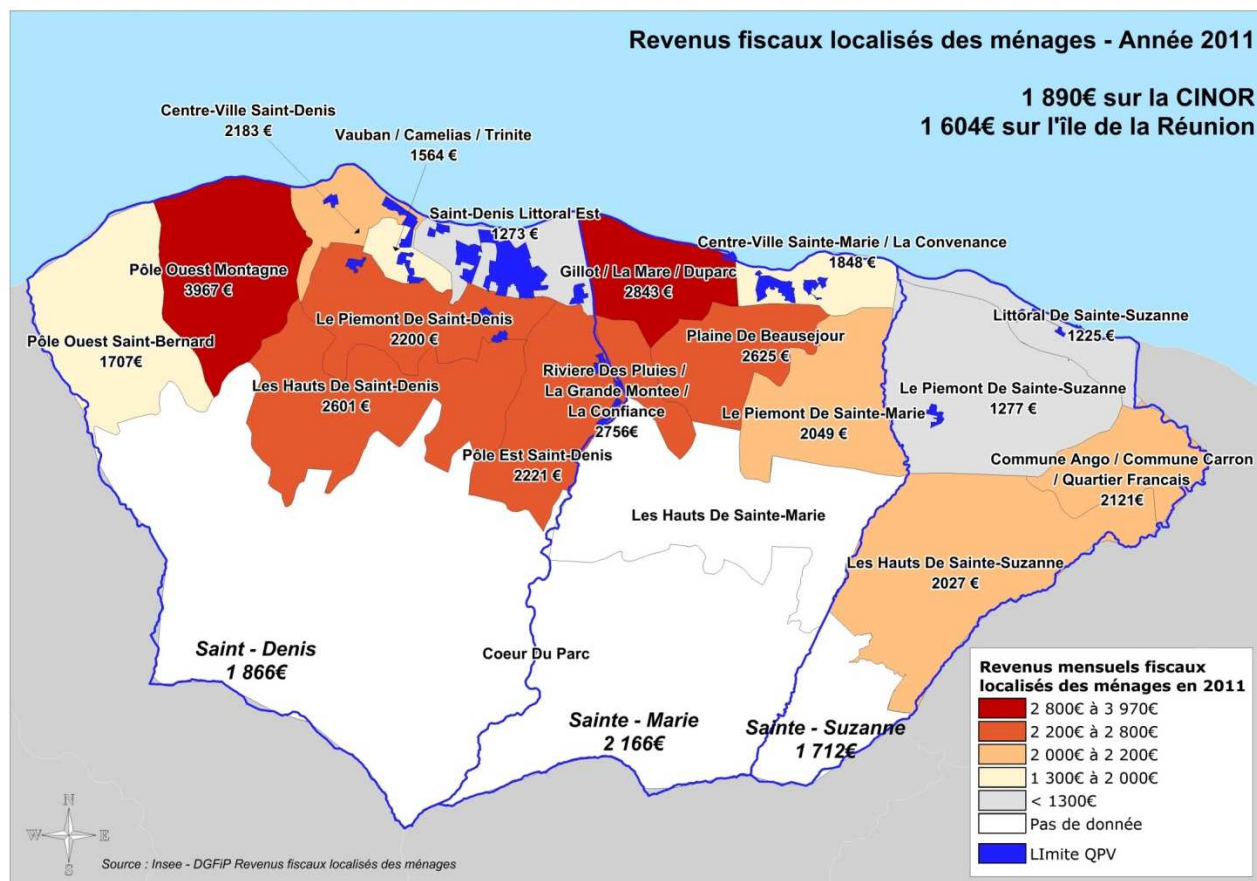 Revenus fiscaux localisés des ménages - Année 2011
1 890€ sur la CINOR
1 604€ sur l'île de la Réunion
Centre-Ville Saint-Denis
2183 €
Vauban / Camelias / Trinite
1564 €
Saint-Denis Littoral Est
1273 €
Centre-Ville Sainte-Marie / La Convenance
1848 €
Pôle Ouest Montagne
3967 €
Gillot / La Mare / Duparc
2843 €
Littoral De Sainte-Suzanne
1225 €
Le Piemont De Saint-Denis
2200 €
Pôle Ouest Saint-Bernard
1707€
Plaine De Beausejour
2625 €
Les Hauts De Saint-Denis
2601 €
Riviere Des Pluies /
La Grande Montee /
La Confiance
2756€
Le Piemont De Sainte-Suzanne
1277 €
Le Piemont De Sainte-Marie
2049 €
Pôle Est Saint-Denis
2221 €
Commune Ango / Commune Carron
/ Quartier Francais
2121€
Les Hauts De Sainte-Marie
Les Hauts De Sainte-Suzanne
2027 €
Saint - Denis
1 866€
Coeur Du Parc
Sainte - Marie
2 166€
Sainte - Suzanne
1 712€
Revenus mensuels fiscaux
localisés des ménages en 2011
2 800€ à 3 970€
2 200€ à 2 800€
2 000€ à 2 200€
1 300€ à 2 000€
< 1300€
Pas de donnée
LImite QPV
N
W
E
S
Source : Insee - DGFiP Revenus fiscaux localisés des ménages